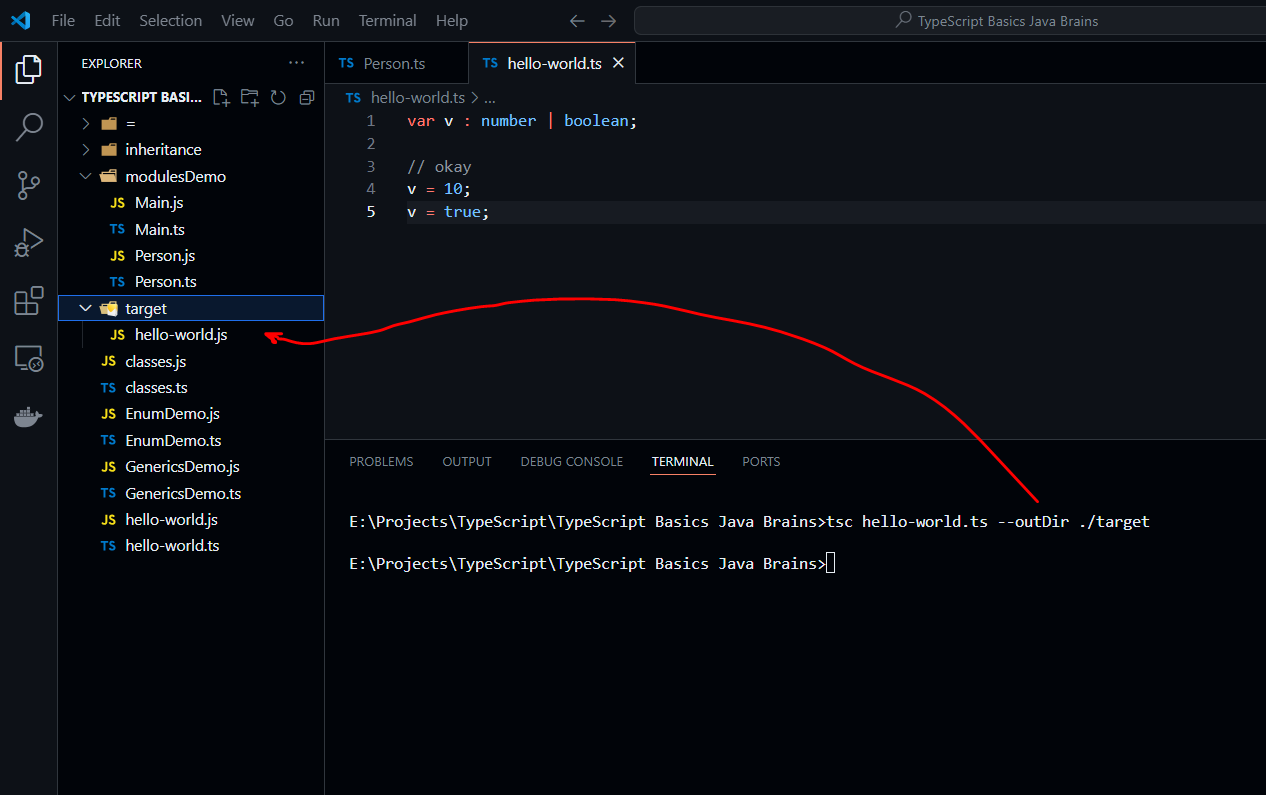 File Edit Selection View Go Run Terminal Help
TypeScript Basics Java Brains
EXPLORER
TYPESCRIPT BASI...
=
inheritance
modulesDemo
JS Main.js
TS Main.ts
JS Person.js
TS Person.ts
target
JS hello-world.js
JS classes.js
TS classes.ts
JS EnumDemo.js
TS EnumDemo.ts
JS GenericsDemo.js
TS GenericsDemo.ts
JS hello-world.js
TS hello-world.ts
TS Person.ts TS hello-world.ts
TS hello-world.ts > ...
1 var v : number | boolean;
2
3 // okay
4 v = 10;
5 v = true;
PROBLEMS OUTPUT DEBUG CONSOLE TERMINAL PORTS
E:\Projects\TypeScript\TypeScript Basics Java Brains>tsc hello-world.ts --outDir ./target
E:\Projects\TypeScript\TypeScript Basics Java Brains>